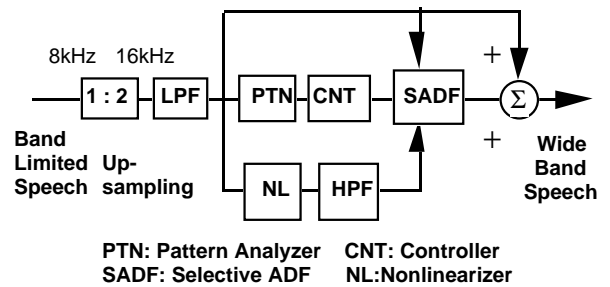 8kHz 16kHz
+
1 : 2 LPF PTN CNT SADF Σ
+
Band Limited Speech
Up-sampling
Wide Band Speech
NL HPF
PTN: Pattern Analyzer CNT: Controller
SADF: Selective ADF NL:Nonlinearizer